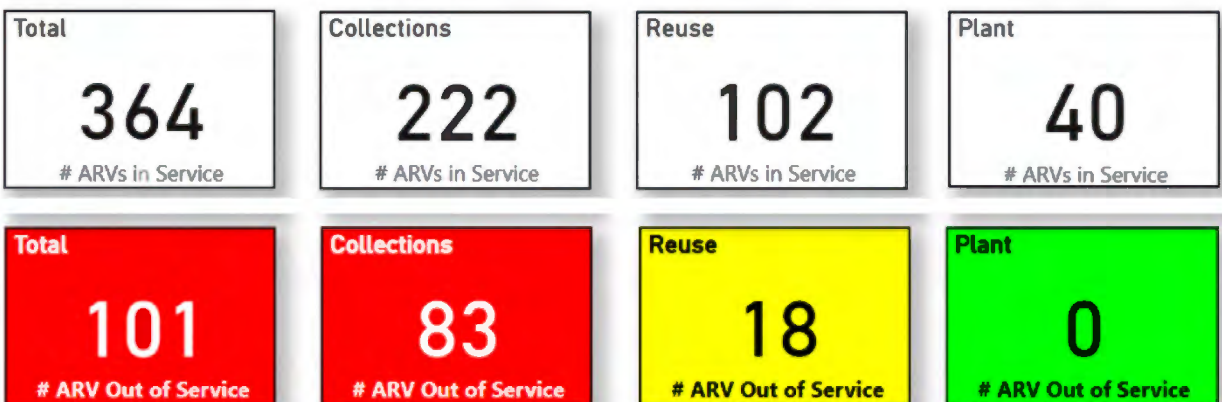 Total
364
# ARVs in Service
Collections
222
# ARVs in Service
Reuse
102
# ARVs in Service
Plant
40
# ARVs in Service
Total
101
# ARV Out of Service
Collections
83
# ARV Out of Service
Reuse
18
# ARV Out of Service
Plant
0
# ARV Out of Service